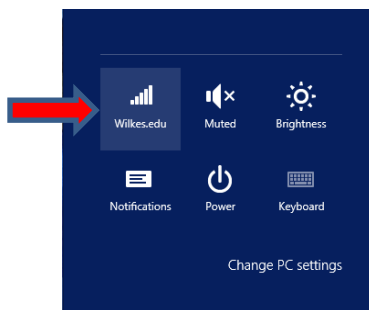 Wilkes.edu Muted Brightness
Notifications Power Keyboard
Change PC settings